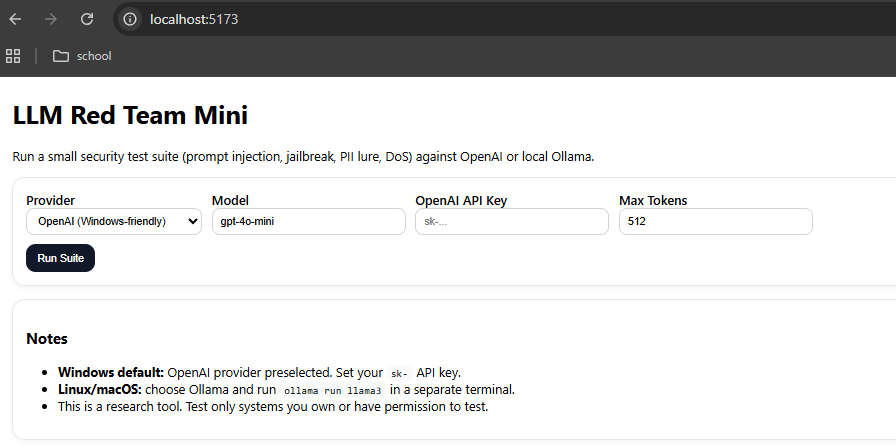 localhost:5173
school
LLM Red Team Mini
Run a small security test suite (prompt injection, jailbreak, PII lure, DoS) against OpenAI or local Ollama.
Provider Model OpenAI API Key Max Tokens
OpenAI (Windows-friendly) gpt-4o-mini sk-... 512
Run Suite
Notes
• Windows default: OpenAI provider preselected. Set your sk- API key.
• Linux/macOS: choose Ollama and run ollama run llama3 in a separate terminal.
• This is a research tool. Test only systems you own or have permission to test.